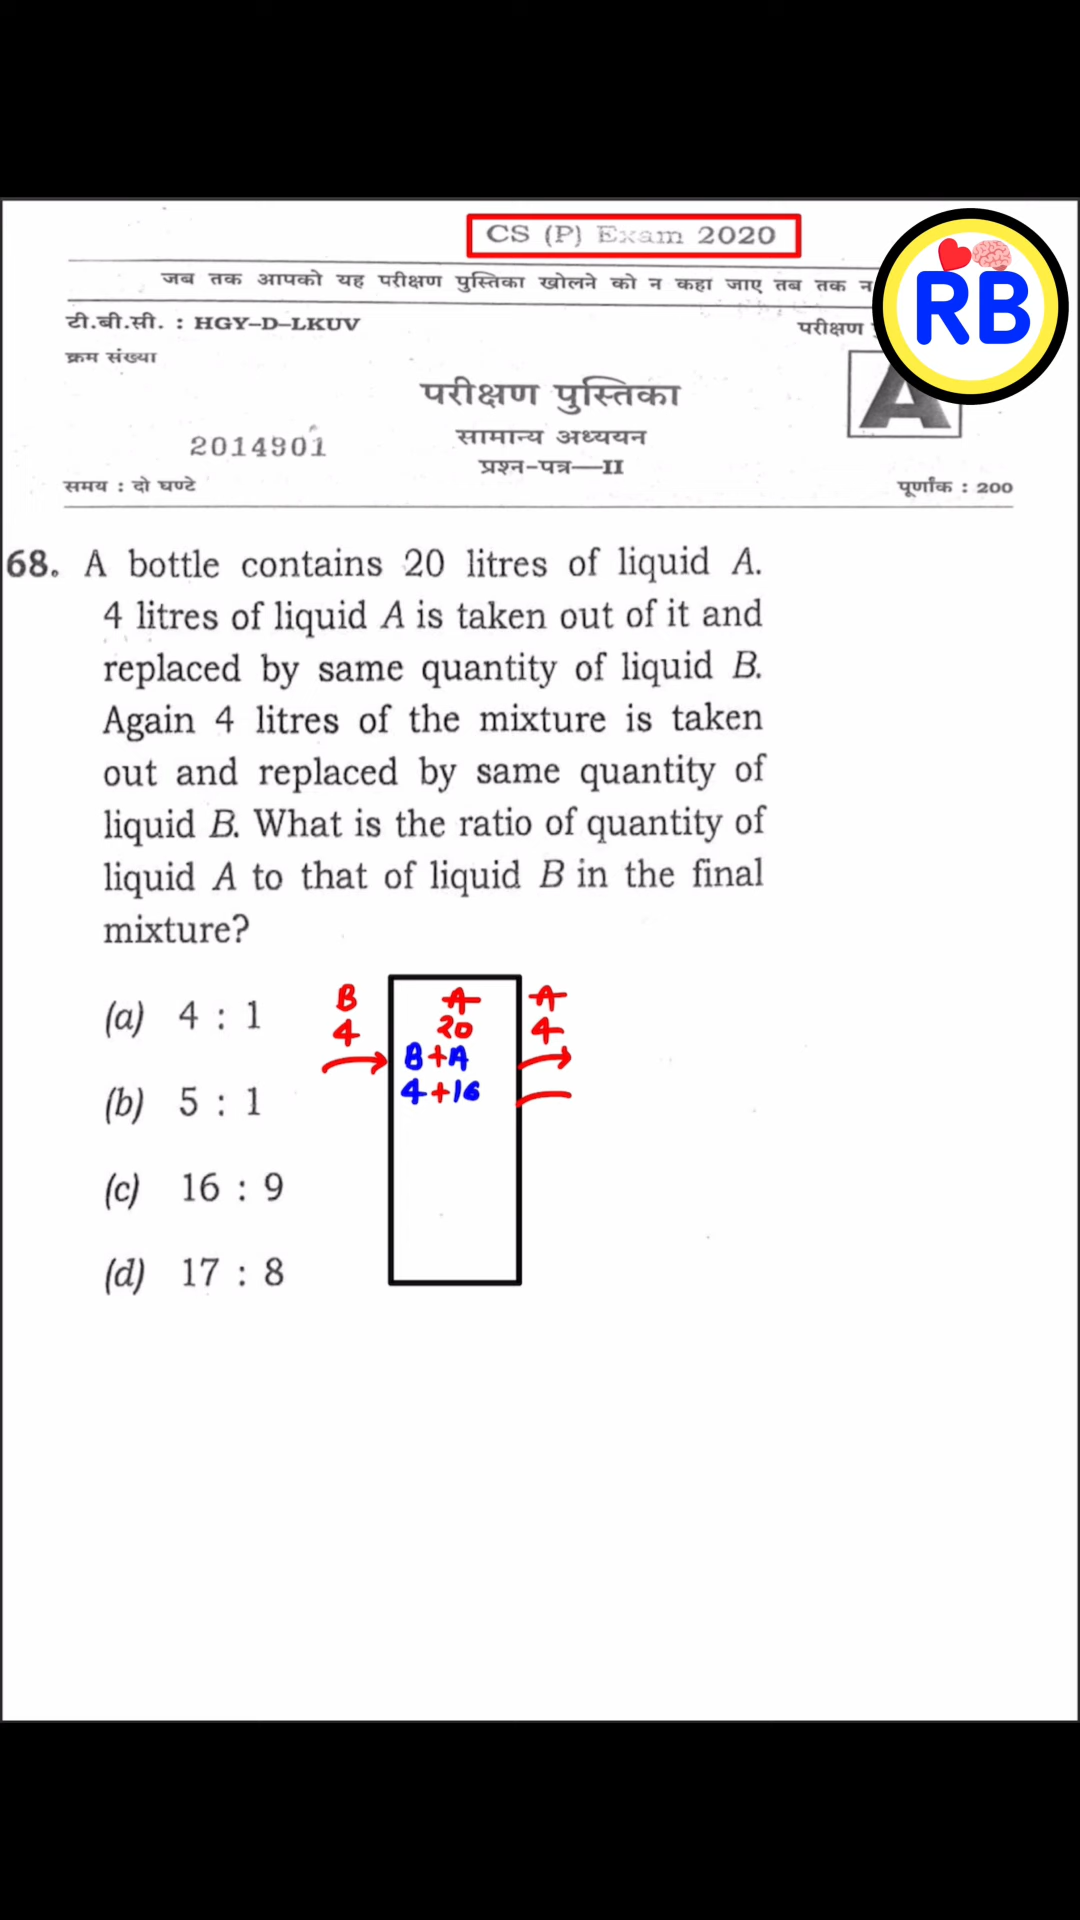 CS (P) Exam 2020
जब तक आपको यह परीक्षण पुस्तिका खोलने को न कहा जाए तब तक न
टी.बी.सी. : HGY–D–LKUV
परीक्षण
RB
क्रम संख्या
A
परीक्षण पुस्तिका
सामान्य अध्ययन
2014901
प्रश्न-पत्र—II
समय : दो घण्टे
पूर्णांक : 200
68. A bottle contains 20 litres of liquid A.
4 litres of liquid A is taken out of it and
replaced by same quantity of liquid B.
Again 4 litres of the mixture is taken
out and replaced by same quantity of
liquid B. What is the ratio of quantity of
liquid A to that of liquid B in the final
mixture?
(a) 4 : 1
(b) 5 : 1
(c) 16 : 9
(d) 17 : 8
B
4
A
20
B+A
4+16
A
4